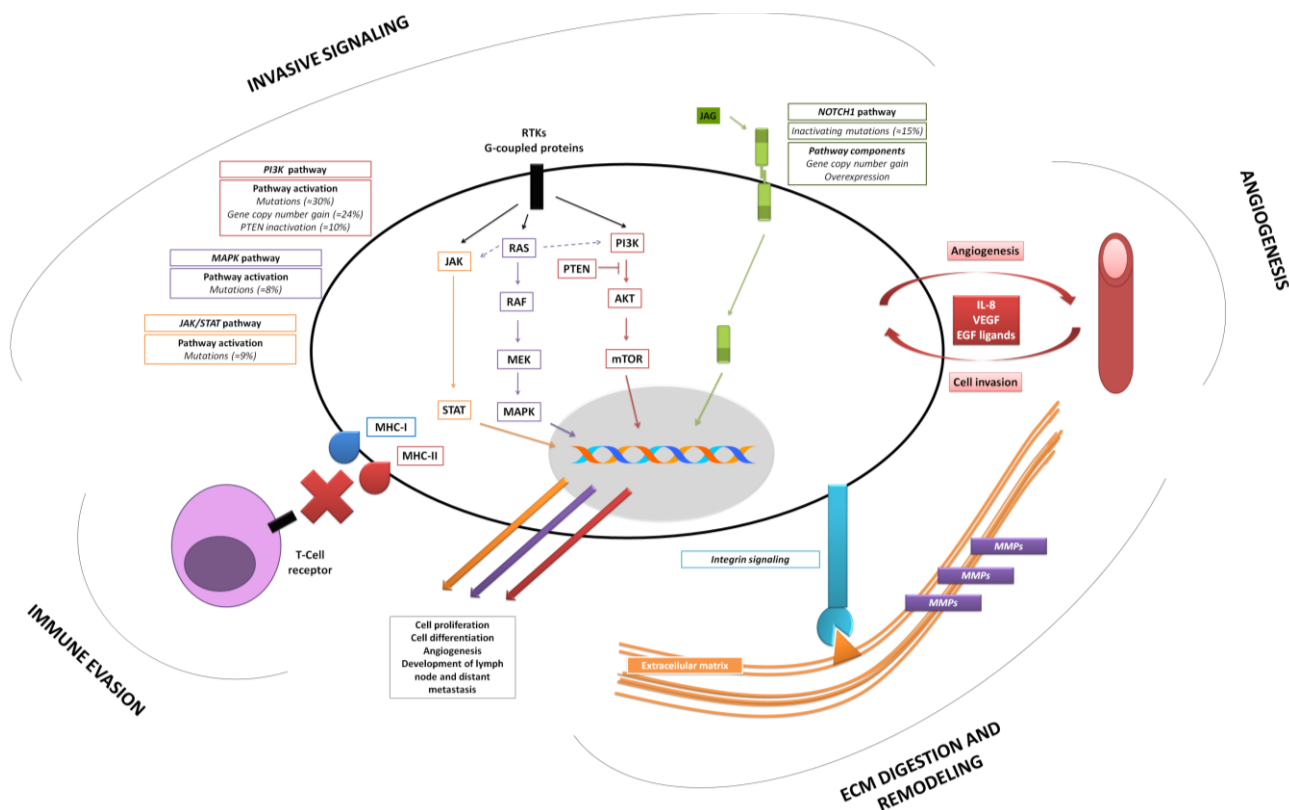 INVASIVE SIGNALING
ANGIOGENESIS
JAG
NOTCH1 pathway
Inactivating mutations (≈15%)
Pathway components
Gene copy number gain
Overexpression
RTKs
G-coupled proteins
PI3K pathway
Pathway activation
Mutations (≈30%)
Gene copy number gain (≈24%)
PTEN inactivation (≈10%)
MAPK pathway
Pathway activation
Mutations (≈8%)
JAK/STAT pathway
Pathway activation
Mutations (≈9%)
JAK
RAS
PI3K
PTEN
RAF
AKT
MEK
mTOR
STAT
MAPK
Angiogenesis
IL-8
VEGF
EGF ligands
Cell invasion
MHC-I
MHC-II
T-Cell
receptor
IMMUNE EVASION
Cell proliferation
Cell differentiation
Angiogenesis
Development of lymph
node and distant
metastasis
Integrin signaling
MMPs
MMPs
MMPs
Extracellular matrix
ECM DIGESTION AND
REMODELING